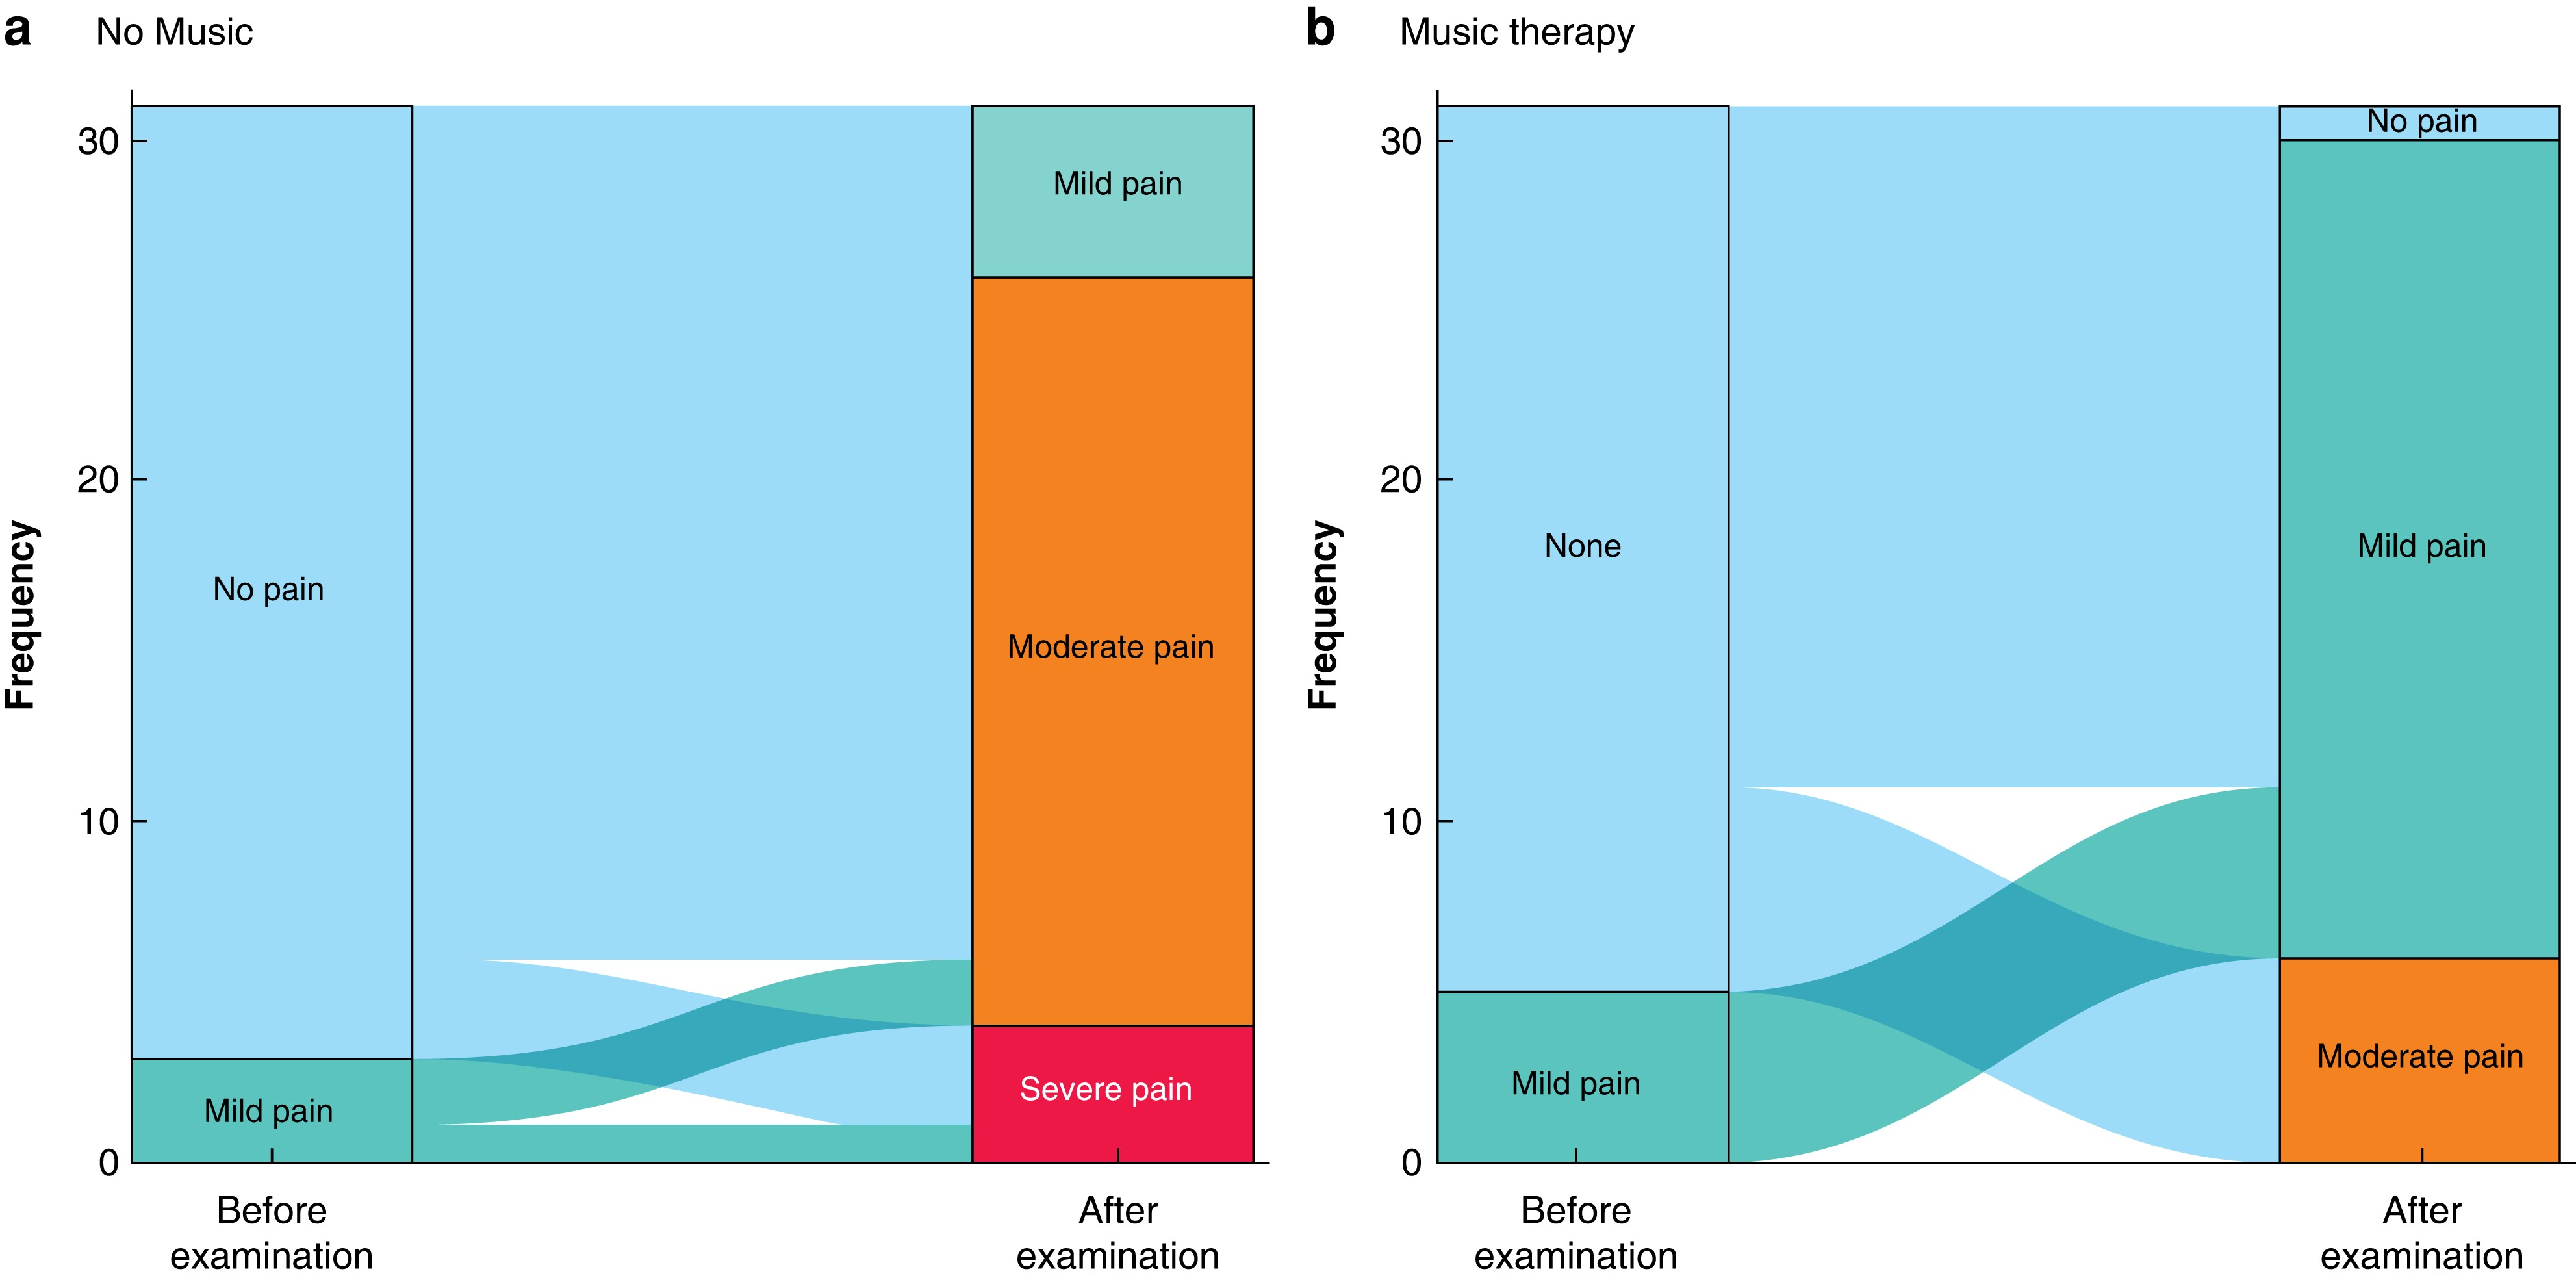 a No Music
30
20
10
0
Frequency
No pain
Mild pain
Mild pain
Moderate pain
Severe pain
Before
examination
After
examination
b Music therapy
30
20
10
0
Frequency
None
Mild pain
No pain
Mild pain
Moderate pain
Before
examination
After
examination